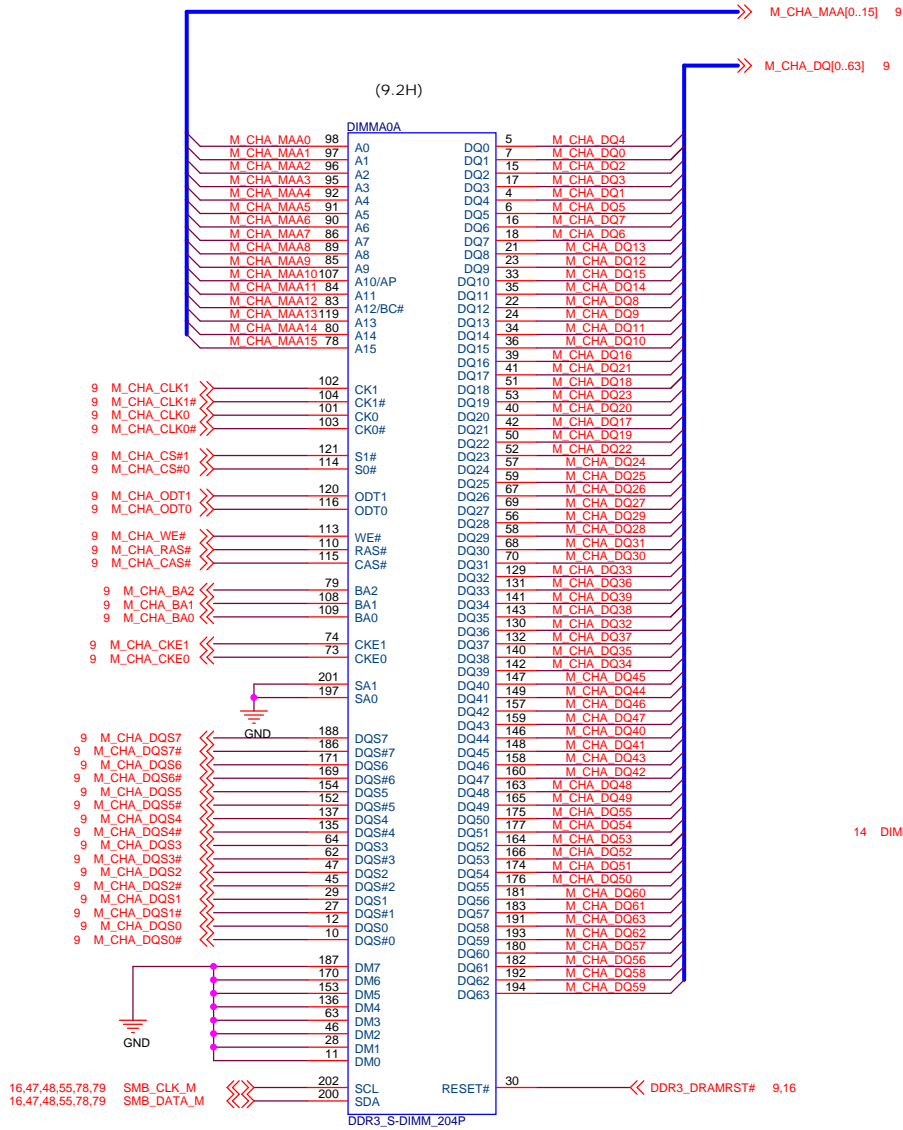 M_CHA_MAA[0..15] 9
M_CHA_DQ[0..63] 9
(9.2H)
DIMMA0A
M_CHA_MAA0 98 A0 DQ0 5 M_CHA_DQ4
M_CHA_MAA1 97 A1 DQ1 7 M_CHA_DQ0
M_CHA_MAA2 96 A2 DQ2 15 M_CHA_DQ2
M_CHA_MAA3 95 A3 DQ3 17 M_CHA_DQ3
M_CHA_MAA4 92 A4 DQ4 4 M_CHA_DQ1
M_CHA_MAA5 91 A5 DQ5 6 M_CHA_DQ5
M_CHA_MAA6 90 A6 DQ6 16 M_CHA_DQ7
M_CHA_MAA7 86 A7 DQ7 18 M_CHA_DQ6
M_CHA_MAA8 89 A8 DQ8 21 M_CHA_DQ13
M_CHA_MAA9 85 A9 DQ9 23 M_CHA_DQ12
M_CHA_MAA10 107 A10/AP DQ10 33 M_CHA_DQ15
M_CHA_MAA11 84 A11 DQ11 35 M_CHA_DQ14
M_CHA_MAA12 83 A12/BC# DQ12 22 M_CHA_DQ8
M_CHA_MAA13 119 A13 DQ13 24 M_CHA_DQ9
M_CHA_MAA14 80 A14 DQ14 34 M_CHA_DQ11
M_CHA_MAA15 78 A15 DQ15 36 M_CHA_DQ10
DQ16 39 M_CHA_DQ16
DQ17 41 M_CHA_DQ21
9 M_CHA_CLK1 102 CK1 DQ18 51 M_CHA_DQ18
9 M_CHA_CLK1# 104 CK1# DQ19 53 M_CHA_DQ23
9 M_CHA_CLK0 101 CK0 DQ20 40 M_CHA_DQ20
9 M_CHA_CLK0# 103 CK0# DQ21 42 M_CHA_DQ17
DQ22 50 M_CHA_DQ19
9 M_CHA_CS#1 121 S1# DQ23 52 M_CHA_DQ22
9 M_CHA_CS#0 114 S0# DQ24 57 M_CHA_DQ24
DQ25 59 M_CHA_DQ25
9 M_CHA_ODT1 120 ODT1 DQ26 67 M_CHA_DQ26
9 M_CHA_ODT0 116 ODT0 DQ27 69 M_CHA_DQ27
DQ28 56 M_CHA_DQ29
9 M_CHA_WE# 113 WE# DQ29 58 M_CHA_DQ28
9 M_CHA_RAS# 110 RAS# DQ30 68 M_CHA_DQ31
9 M_CHA_CAS# 115 CAS# DQ31 70 M_CHA_DQ30
DQ32 129 M_CHA_DQ33
9 M_CHA_BA2 79 BA2 DQ33 131 M_CHA_DQ36
9 M_CHA_BA1 108 BA1 DQ34 141 M_CHA_DQ39
9 M_CHA_BA0 109 BA0 DQ35 143 M_CHA_DQ38
DQ36 130 M_CHA_DQ32
9 M_CHA_CKE1 74 CKE1 DQ37 132 M_CHA_DQ37
9 M_CHA_CKE0 73 CKE0 DQ38 140 M_CHA_DQ35
DQ39 142 M_CHA_DQ34
201 SA1 DQ40 147 M_CHA_DQ45
197 SA0 DQ41 149 M_CHA_DQ44
DQ42 157 M_CHA_DQ46
GND DQ43 159 M_CHA_DQ47
9 M_CHA_DQS7 188 DQS7 DQ44 146 M_CHA_DQ40
9 M_CHA_DQS7# 186 DQS#7 DQ45 148 M_CHA_DQ41
9 M_CHA_DQS6 171 DQS6 DQ46 158 M_CHA_DQ43
9 M_CHA_DQS6# 169 DQS#6 DQ47 160 M_CHA_DQ42
9 M_CHA_DQS5 154 DQS5 DQ48 163 M_CHA_DQ48
9 M_CHA_DQS5# 152 DQS#5 DQ49 165 M_CHA_DQ49
9 M_CHA_DQS4 137 DQS4 DQ50 175 M_CHA_DQ55
9 M_CHA_DQS4# 135 DQS#4 DQ51 177 M_CHA_DQ54
14 DIM
9 M_CHA_DQS3 64 DQS3 DQ52 164 M_CHA_DQ53
9 M_CHA_DQS3# 62 DQS#3 DQ53 166 M_CHA_DQ52
9 M_CHA_DQS2 47 DQS2 DQ54 174 M_CHA_DQ51
9 M_CHA_DQS2# 45 DQS#2 DQ55 176 M_CHA_DQ50
9 M_CHA_DQS1 29 DQS1 DQ56 181 M_CHA_DQ60
9 M_CHA_DQS1# 27 DQS#1 DQ57 183 M_CHA_DQ61
9 M_CHA_DQS0 12 DQS0 DQ58 191 M_CHA_DQ63
9 M_CHA_DQS0# 10 DQS#0 DQ59 193 M_CHA_DQ62
DQ60 180 M_CHA_DQ57
187 DM7 DQ61 182 M_CHA_DQ56
170 DM6 DQ62 192 M_CHA_DQ58
153 DM5 DQ63 194 M_CHA_DQ59
136 DM4
63 DM3
GND
46 DM2
28 DM1
11 DM0
16,47,48,55,78,79 SMB_CLK_M 202 SCL RESET# 30 DDR3_DRAMRST# 9,16
16,47,48,55,78,79 SMB_DATA_M 200 SDA
DDR3_S-DIMM_204P